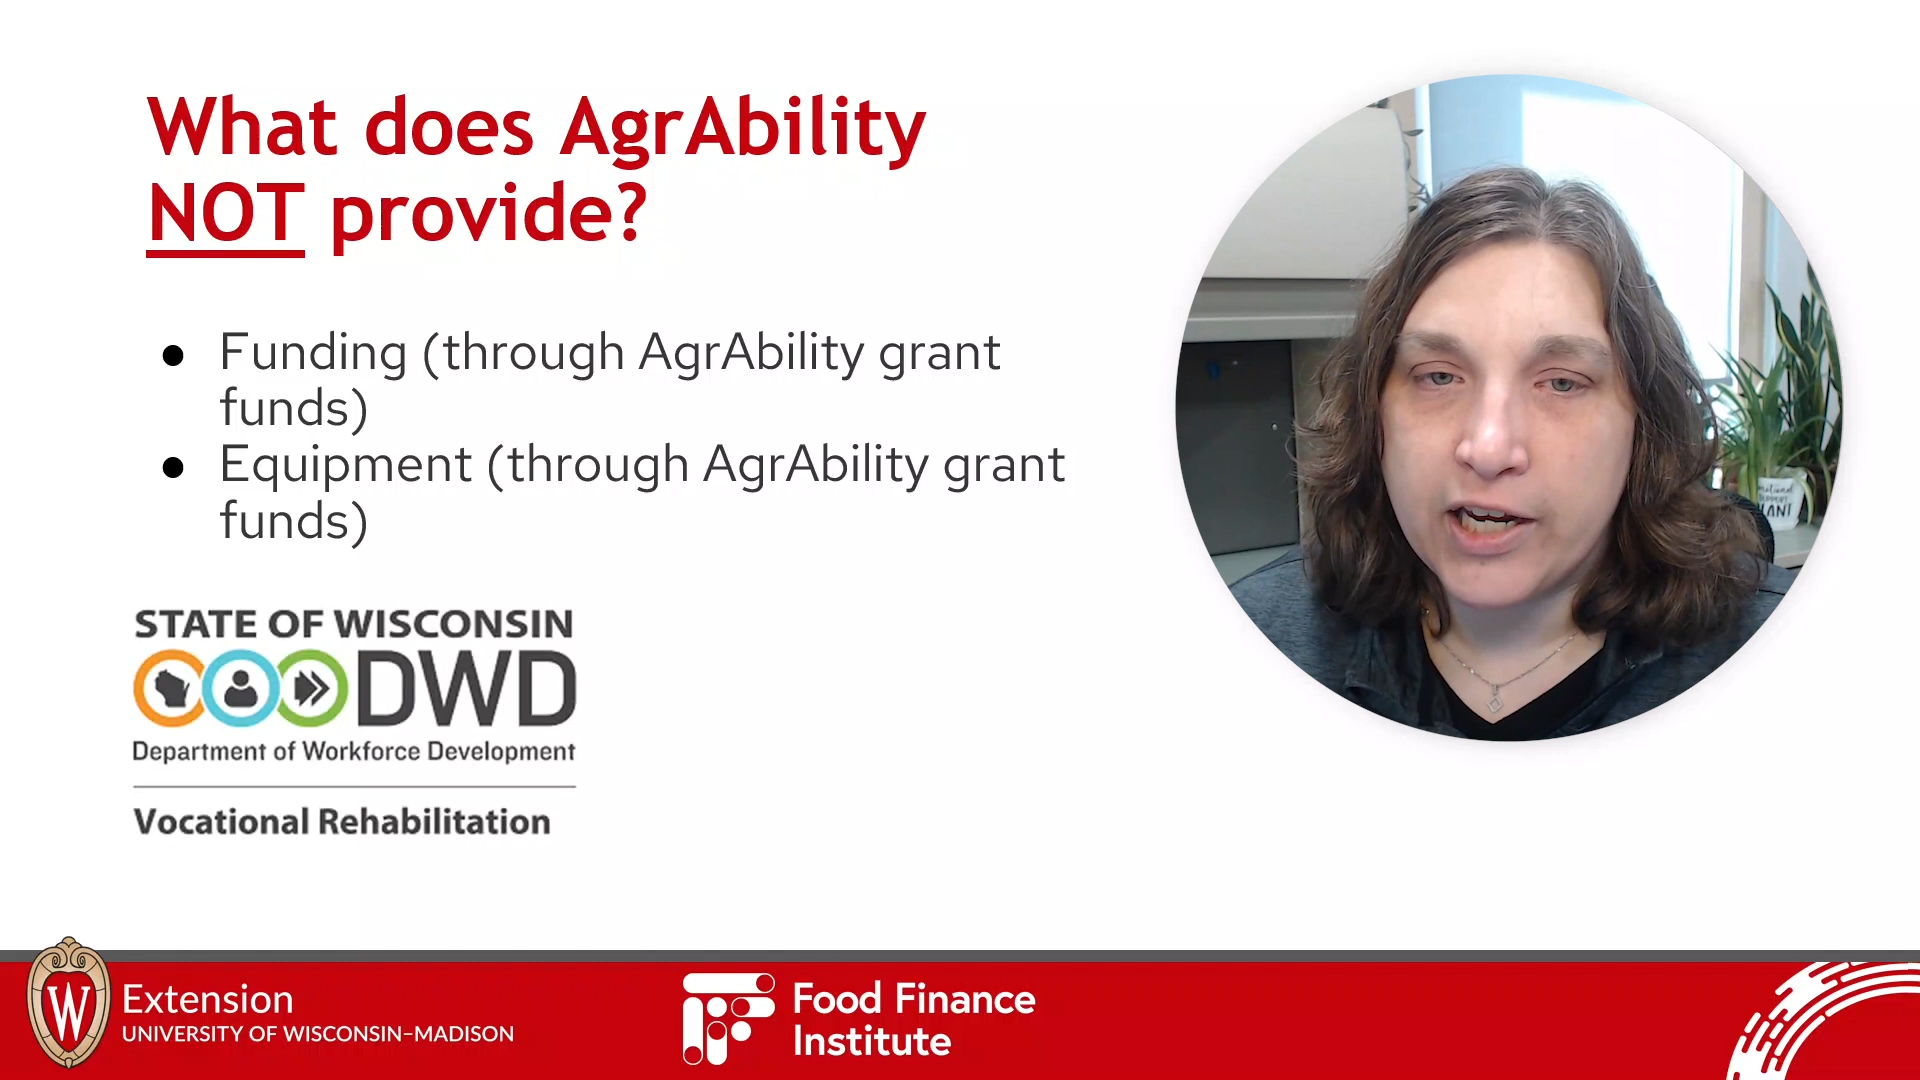 What does AgrAbility
NOT provide?
● Funding (through AgrAbility grant
funds)
● Equipment (through AgrAbility grant
funds)
STATE OF WISCONSIN
DWD
Department of Workforce Development
Vocational Rehabilitation
SUPPORT
W
Extension
UNIVERSITY OF WISCONSIN–MADISON
Food Finance
Institute